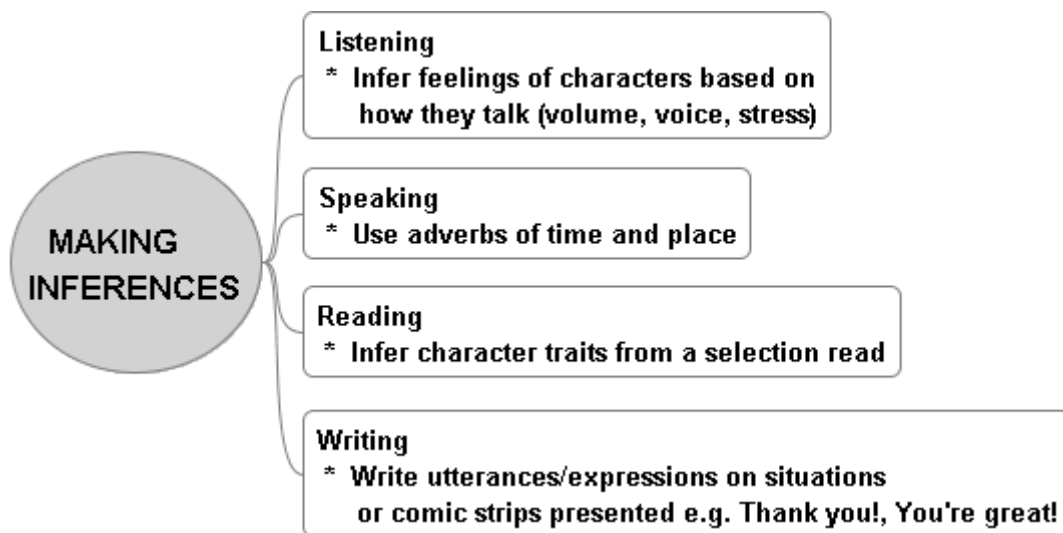 MAKING
INFERENCES
Listening
* Infer feelings of characters based on
how they talk (volume, voice, stress)
Speaking
* Use adverbs of time and place
Reading
* Infer character traits from a selection read
Writing
* Write utterances/expressions on situations
or comic strips presented e.g. Thank you!, You're great!